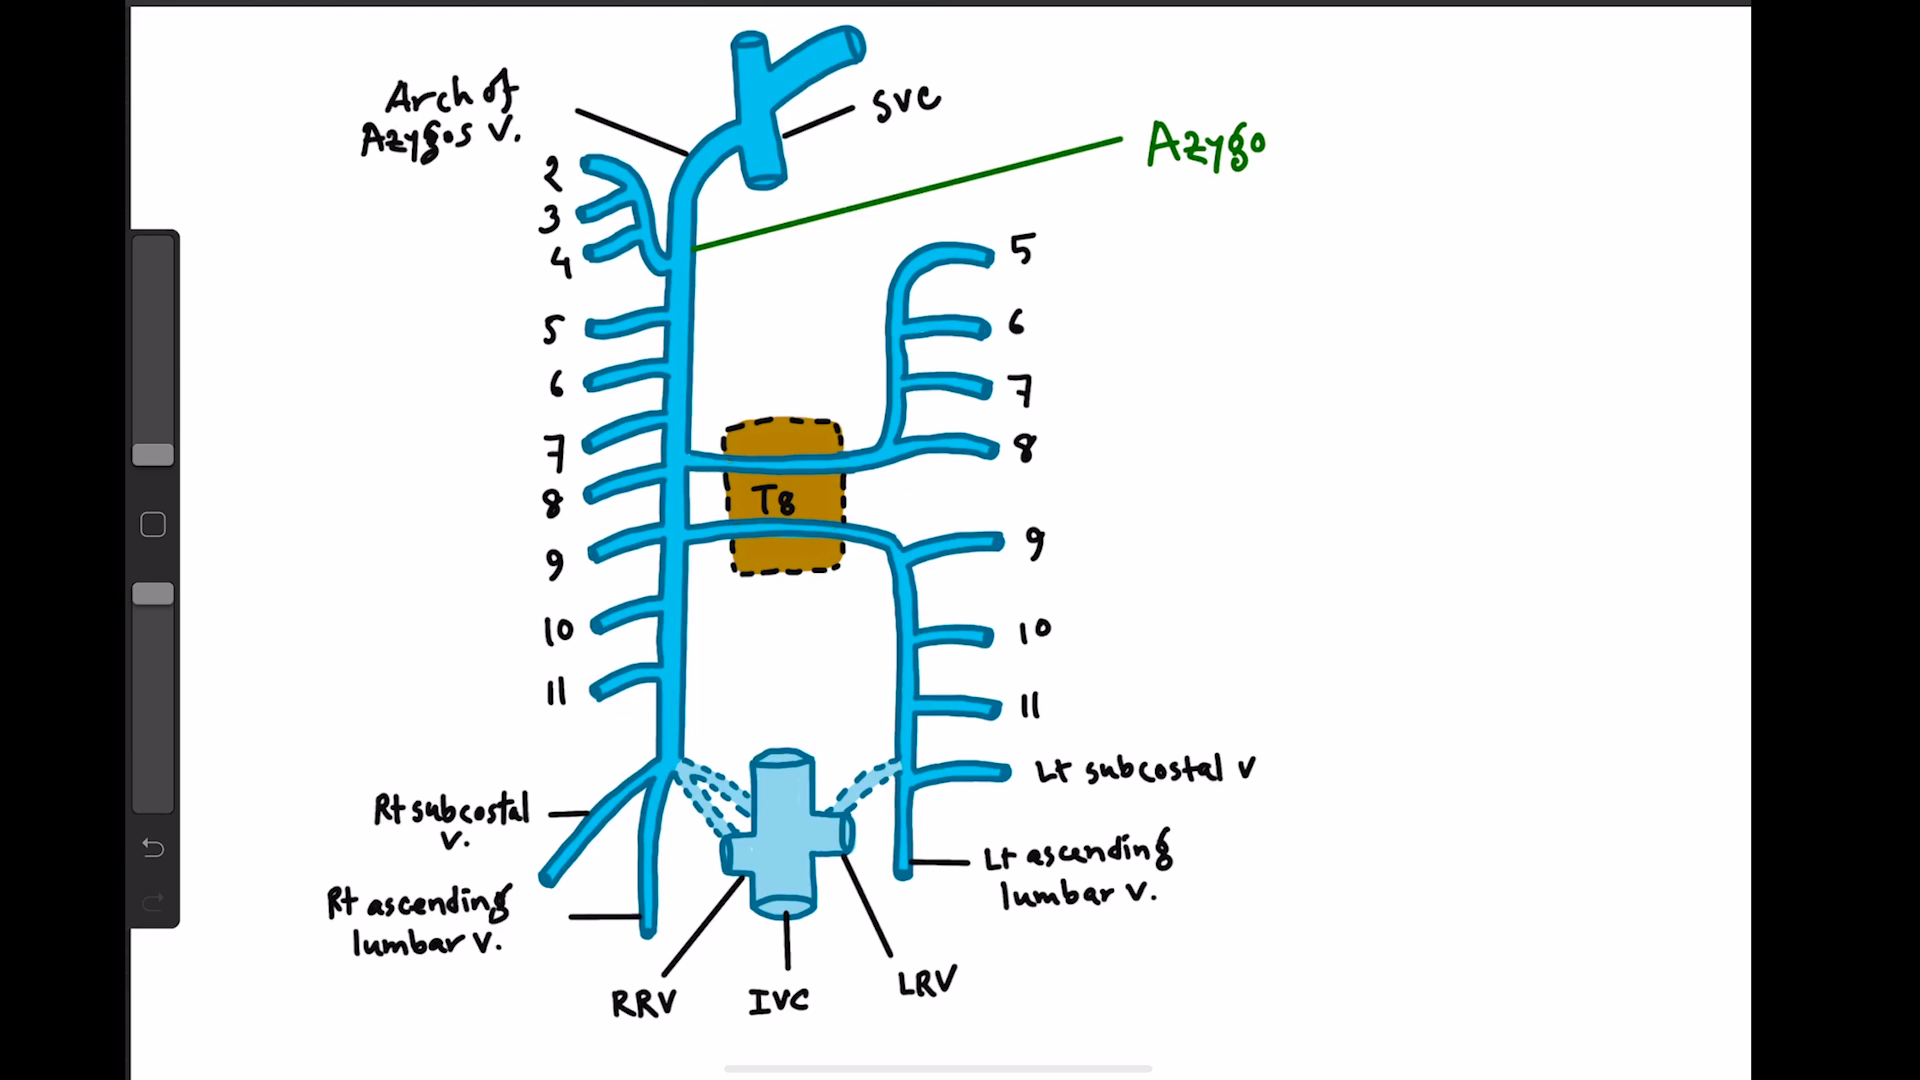 Arch of
Azygos v.
SVC
Azygo
2
3
4
5
6
7
8
9
10
11
5
6
7
8
T8
9
10
11
Rt subcostal
v.
Lt subcostal v
Rt ascending
lumbar v.
Lt ascending
lumbar v.
RRV
IVC
LRV